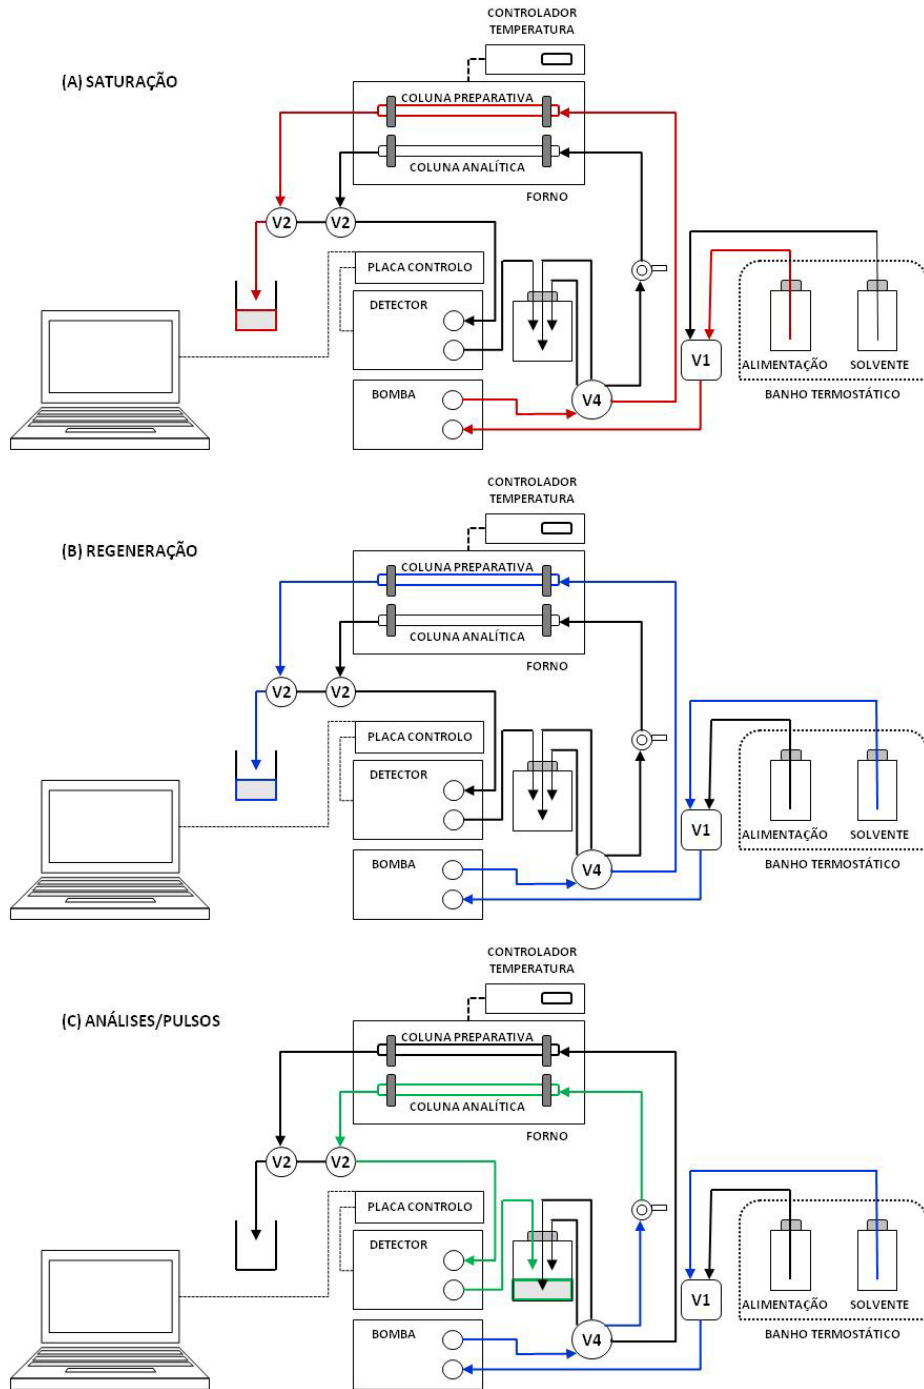 CONTROLADOR
TEMPERATURA
(A) SATURAÇÃO
COLUNA PREPARATIVA
COLUNA ANALÍTICA
FORNO
V2
V2
PLACA CONTROLO
DETECTOR
V1
ALIMENTAÇÃO
SOLVENTE
BANHO TERMOSTÁTICO
BOMBA
V4
CONTROLADOR
TEMPERATURA
(B) REGENERAÇÃO
COLUNA PREPARATIVA
COLUNA ANALÍTICA
FORNO
V2
V2
PLACA CONTROLO
DETECTOR
V1
ALIMENTAÇÃO
SOLVENTE
BANHO TERMOSTÁTICO
BOMBA
V4
CONTROLADOR
TEMPERATURA
(C) ANÁLISES/PULSOS
COLUNA PREPARATIVA
COLUNA ANALÍTICA
FORNO
V2
V2
PLACA CONTROLO
DETECTOR
V1
ALIMENTAÇÃO
SOLVENTE
BANHO TERMOSTÁTICO
BOMBA
V4